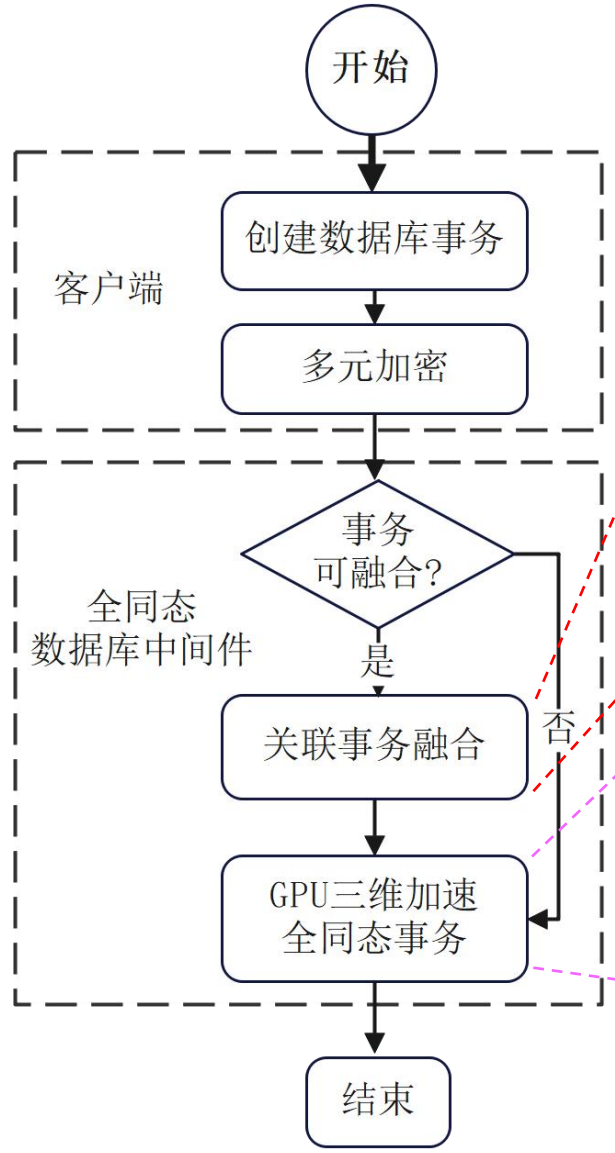 开始
创建数据库事务
客户端
多元加密
事务
可融合?
全同态
数据库中间件
是
否
关联事务融合
GPU三维加速
全同态事务
结束